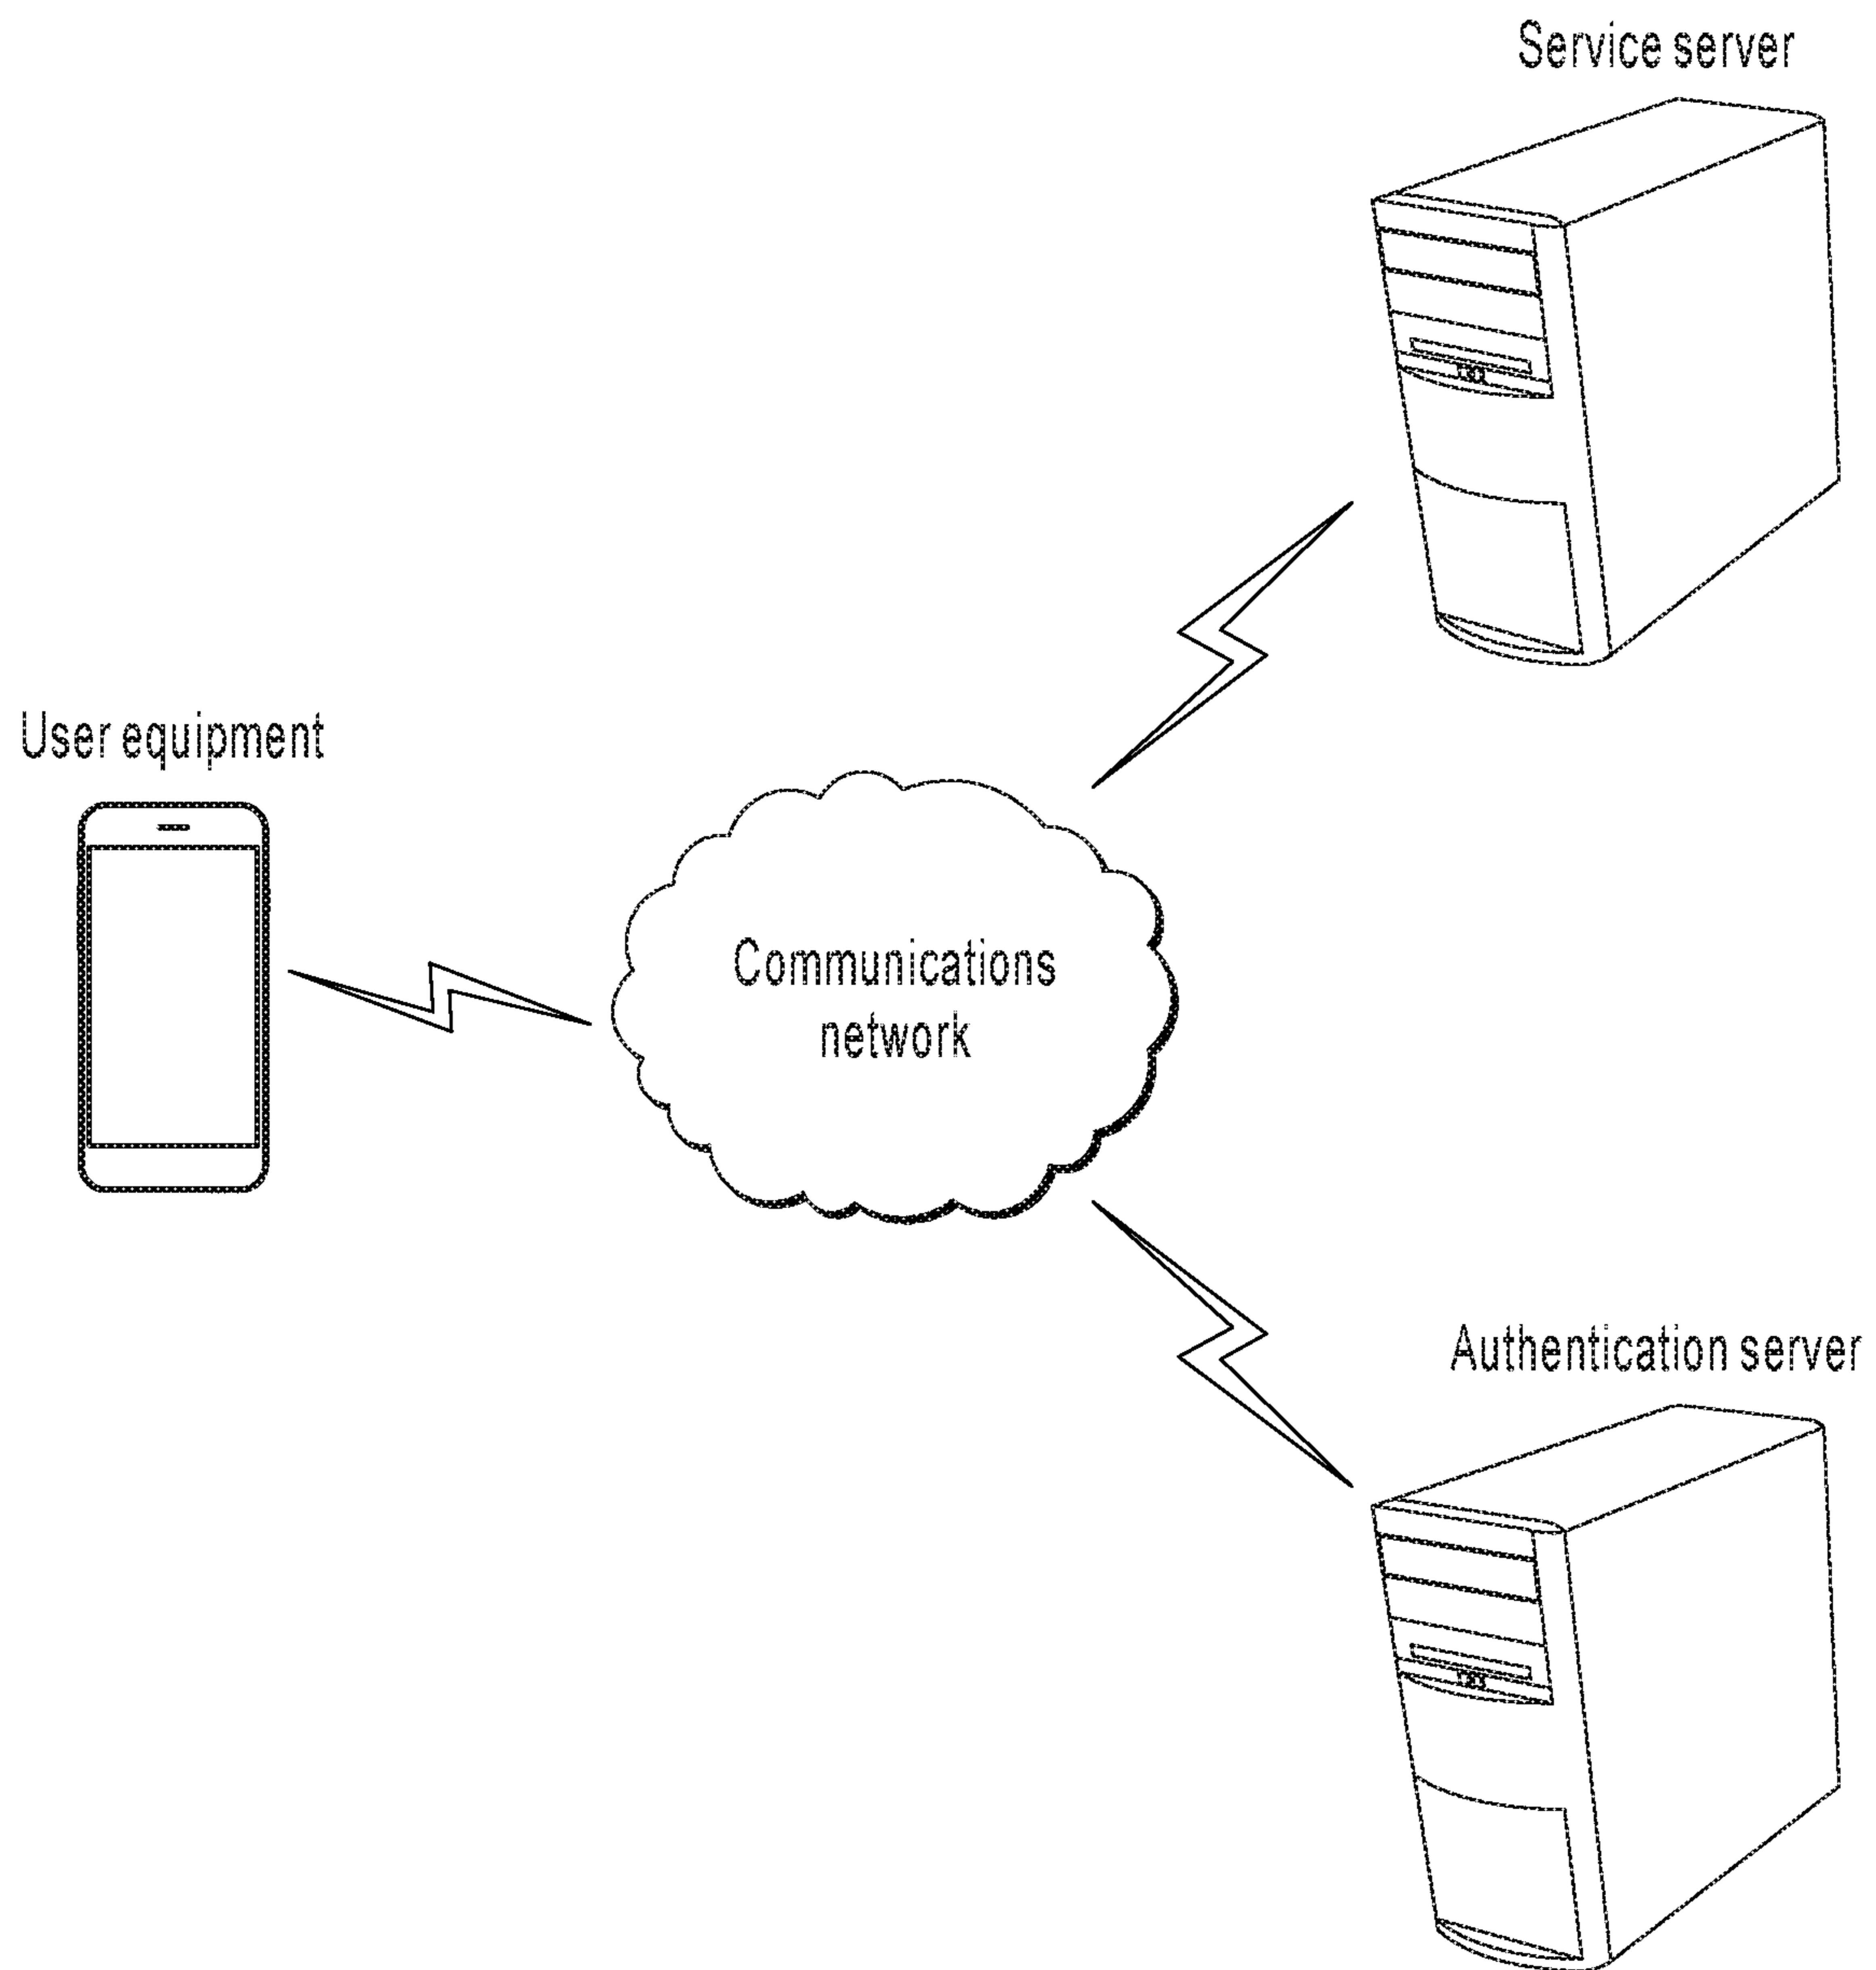 Service server
User equipment
Communications
network
Authentication server